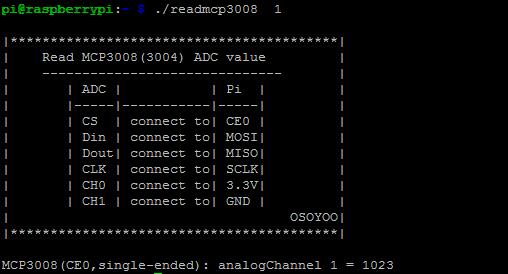 pi@raspberrypi:~ $ ./readmcp3008  1

|*****************************************|
|    Read MCP3008(3004) ADC value         |
|    ------------------------------       |
|       | ADC |           | Pi  |         |
|       |-----|-----------|-----|         |
|       | CS  | connect to| CE0 |         |
|       | Din | connect to| MOSI|         |
|       | Dout| connect to| MISO|         |
|       | CLK | connect to| SCLK|         |
|       | CH0 | connect to| 3.3V|         |
|       | CH1 | connect to| GND |         |
|                                   OSOYOO|
|*****************************************|

MCP3008(CE0,single-ended): analogChannel 1 = 1023